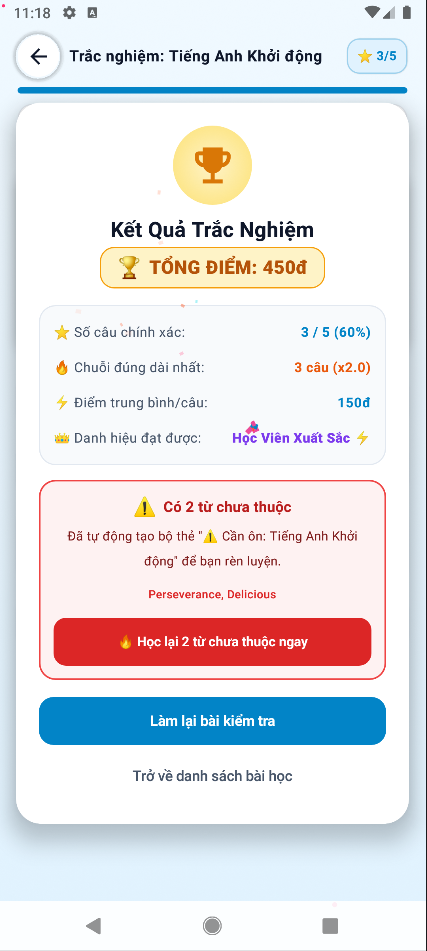 11:18
A
Trắc nghiệm: Tiếng Anh Khởi động
⭐ 3/5
Kết Quả Trắc Nghiệm
🏆 TỔNG ĐIỂM: 450đ
⭐ Số câu chính xác: 3 / 5 (60%)
🔥 Chuỗi đúng dài nhất: 3 câu (x2.0)
⚡ Điểm trung bình/câu: 150đ
👑 Danh hiệu đạt được: Học Viên Xuất Sắc ⚡
⚠️ Có 2 từ chưa thuộc
Đã tự động tạo bộ thẻ "⚠️ Cần ôn: Tiếng Anh Khởi
động" để bạn rèn luyện.
Perseverance, Delicious
🔥 Học lại 2 từ chưa thuộc ngay
Làm lại bài kiểm tra
Trở về danh sách bài học